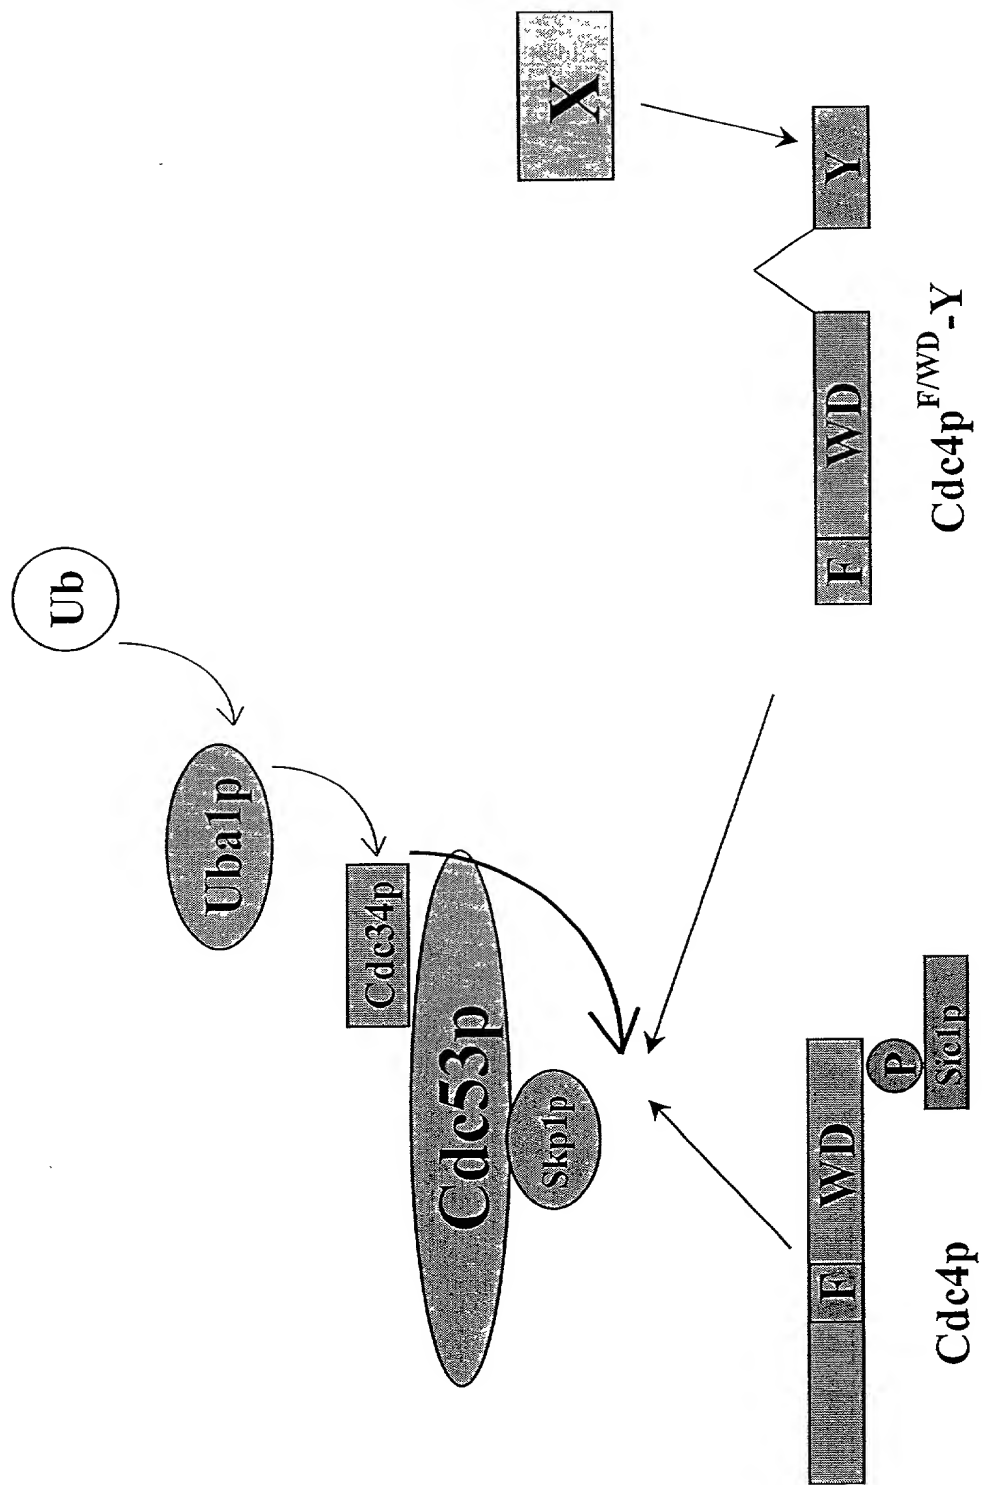 Ub
Uba1p
Cdc34p
Cdc53p
Skp1p
X
F WD
F WD Y
P
Sic1p
Cdc4p
Cdc4p^F/WD-Y